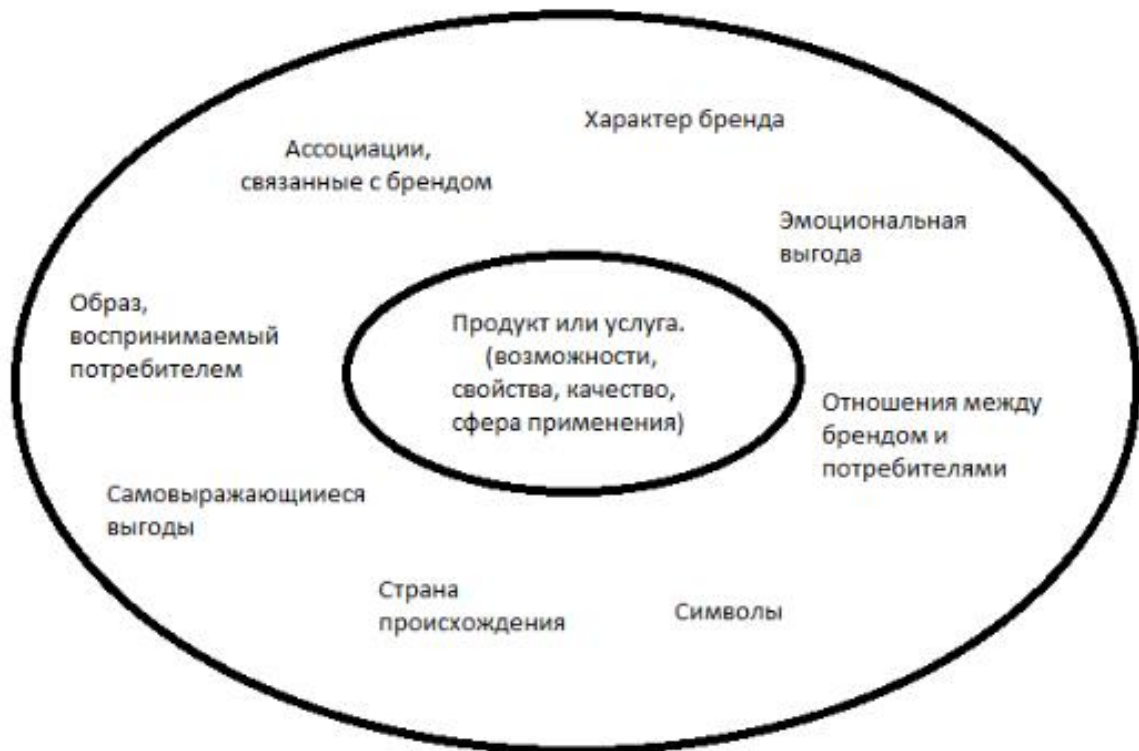 Характер бренда
Ассоциации,
связанные с брендом
Эмоциональная
выгода
Образ,
воспринимаемый
потребителем
Продукт или услуга.
(возможности,
свойства, качество,
сфера применения)
Отношения между
брендом и
потребителями
Самовыражающииеся
выгоды
Страна
происхождения
Символы